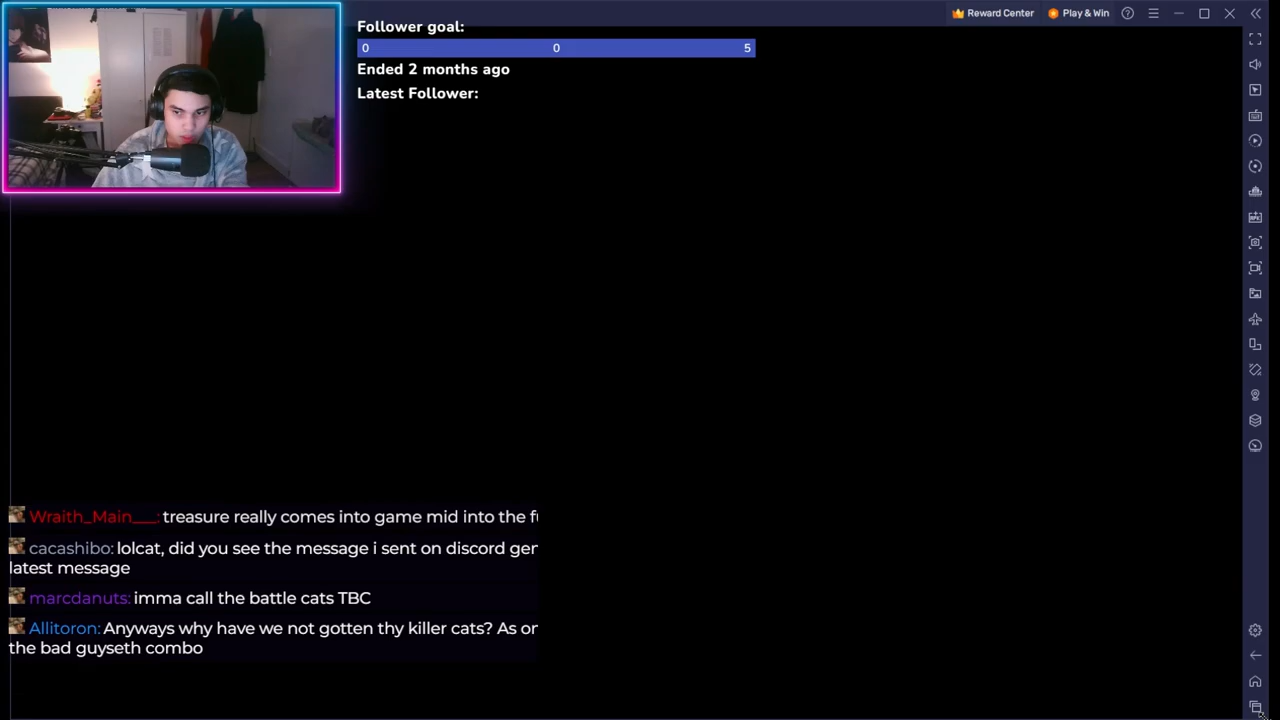 Reward Center
Play & Win
Follower goal:
0 0 5
Ended 2 months ago
Latest Follower:
Wraith_Main___: treasure really comes into game mid into the
cacashibo: lolcat, did you see the message i sent on discord gen
latest message
marcdanuts: imma call the battle cats TBC
Allitoron: Anyways why have we not gotten thy killer cats? As
the bad guyseth combo